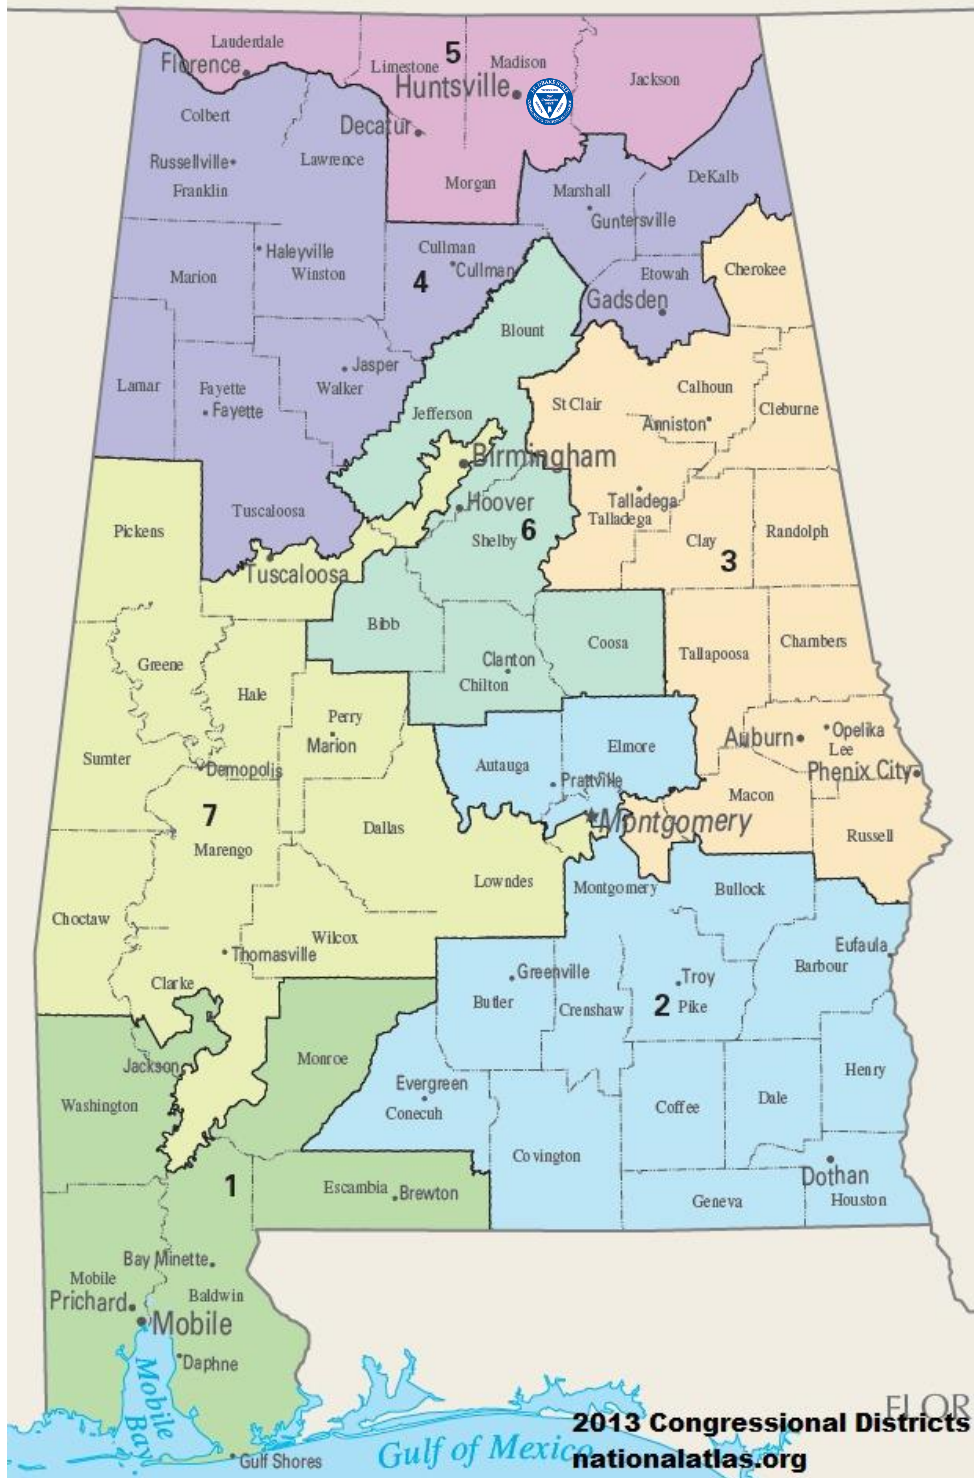 Lauderdale
5
Florence
Limestone
Madison
Huntsville
Jackson
Colbert
Decatur
Lawrence
Russellville
Franklin
Morgan
Marshall
DeKalb
Guntersville
Haleyville
Cullman
Marion
Winston
4
Cullman
Etowah
Cherokee
Gadsden
Blount
Jasper
Lamar
Fayette
Walker
Calhoun
Fayette
Jefferson
St Clair
Cleburne
Anniston
Birmingham
Talladega
Hoover
Tuscaloosa
Talladega
Pickens
Shelby
6
Clay
3
Randolph
Tuscaloosa
Bibb
Coosa
Chambers
Greene
Clanton
Tallapoosa
Hale
Chilton
Perry
Marion
Auburn
Opelika
Lee
Sumter
Demopolis
Autauga
Elmore
Phenix City
Prattville
Macon
7
Marengo
Dallas
Montgomery
Russell
Lowndes
Montgomery
Bullock
Choctaw
Wilcox
Thomasville
Eufaula
Barbour
Clarke
Greenville
Troy
Butler
Crenshaw
2
Pike
Jackson
Monroe
Washington
Evergreen
Conecuh
Coffee
Dale
Henry
Covington
Dothan
1
Escambia
Brewton
Geneva
Houston
Bay Minette
Mobile
Prichard
Baldwin
Mobile
Daphne
Mobile
Bay
FLOR
2013 Congressional Districts
Gulf of Mexico
nationalatlas.org
Gulf Shores